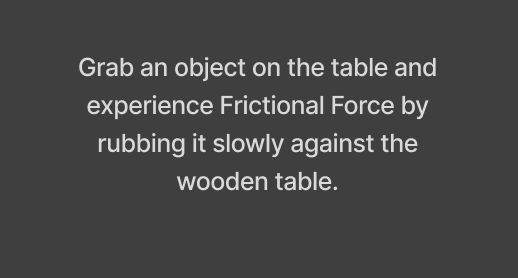 Grab an object on the table and
experience Frictional Force by
rubbing it slowly against the
wooden table.